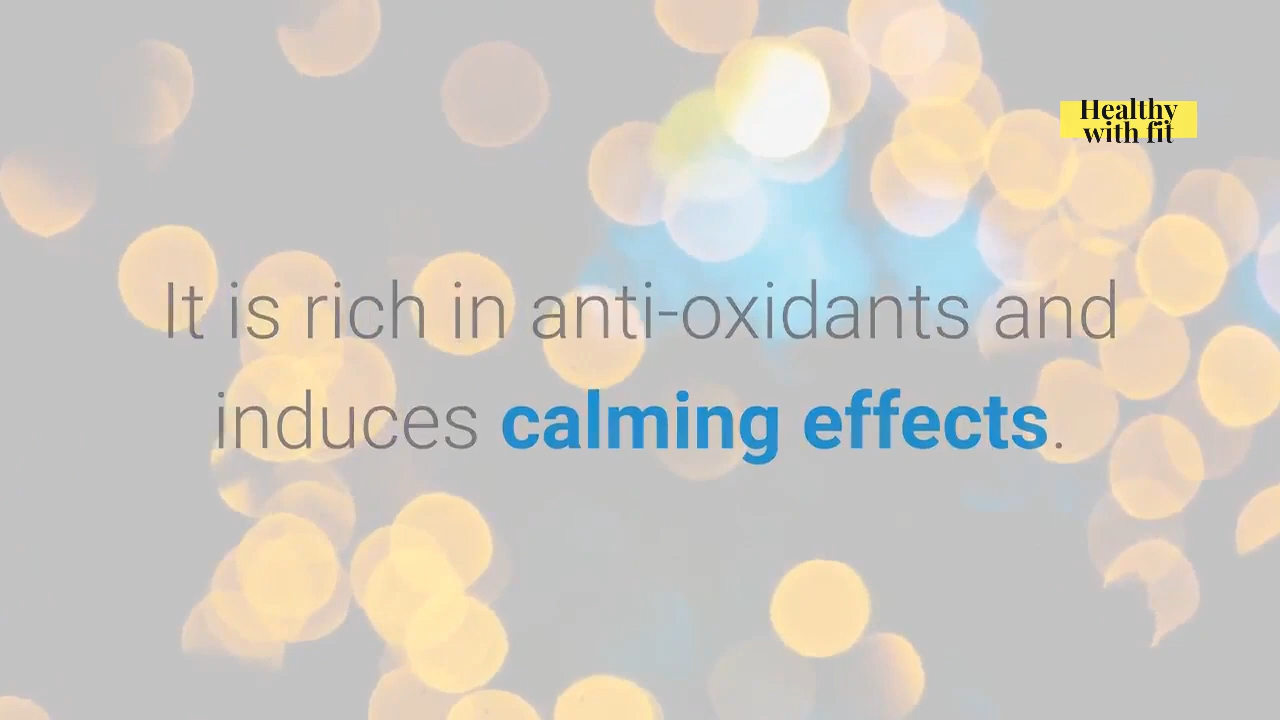 Healthy
with fit
It is rich in anti-oxidants and
induces calming effects.